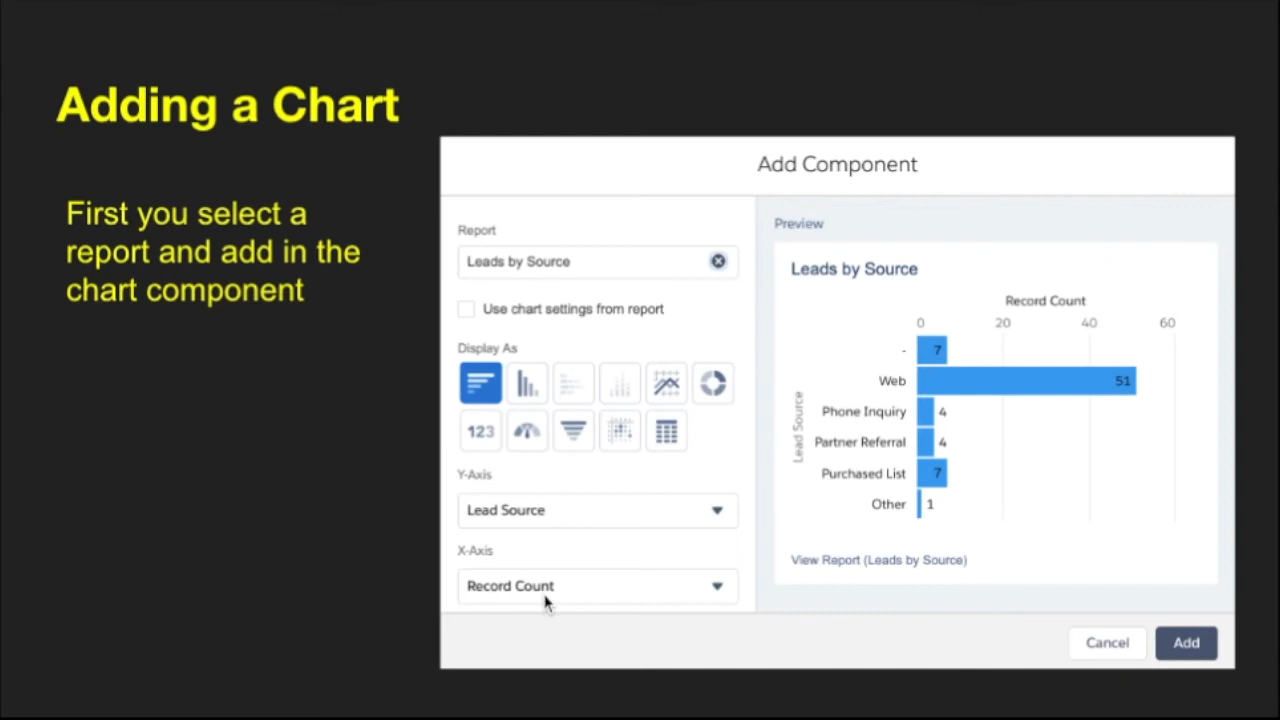 Adding a Chart
First you select a
report and add in the
chart component
Add Component
Report
Leads by Source
Use chart settings from report
Display As
123
Y-Axis
Lead Source
X-Axis
Record Count
Preview
Leads by Source
Record Count
0 20 40 60
Lead Source
- 7
Web 51
Phone Inquiry 4
Partner Referral 4
Purchased List 7
Other 1
View Report (Leads by Source)
Cancel Add